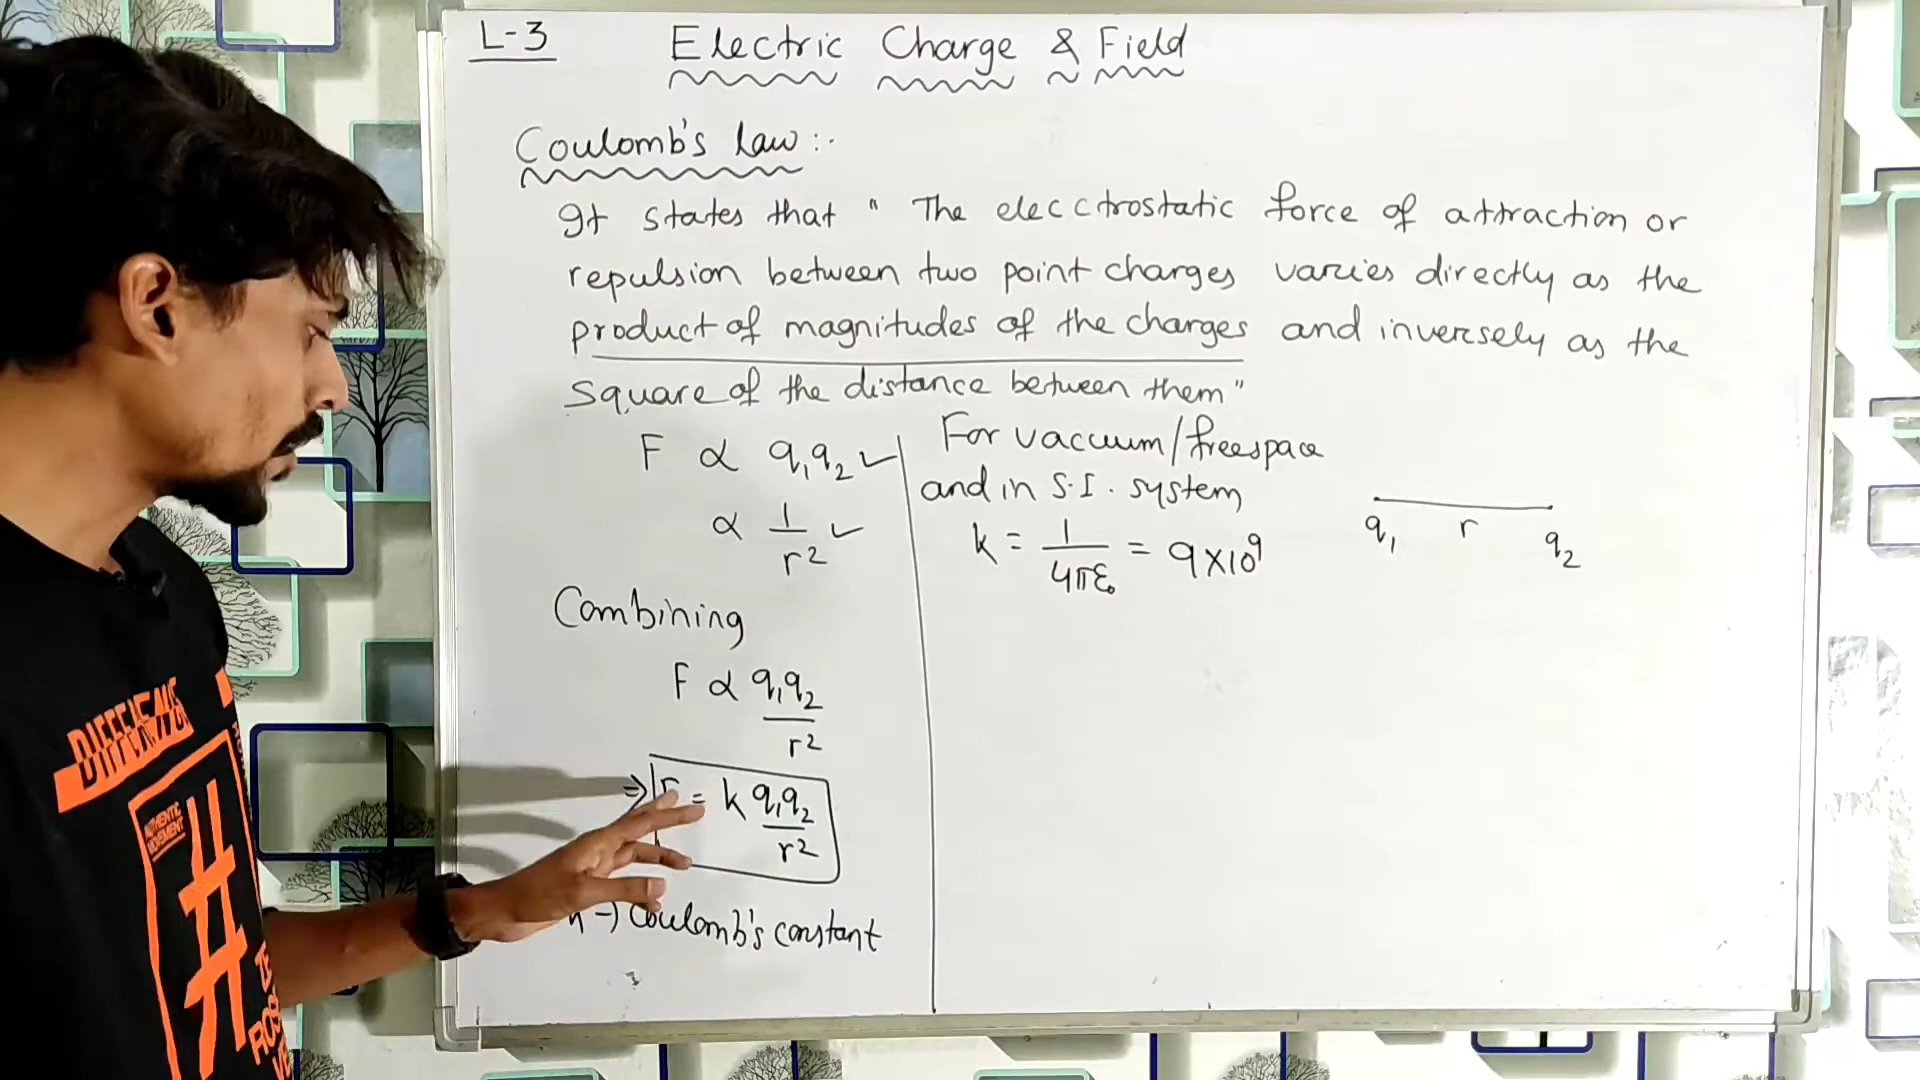 L-3
Electric Charge & Field
Coulomb's Law :-
It states that " The elecctrostatic force of attraction or
repulsion between two point charges varies directly as the
product of magnitudes of the charges and inversely as the
square of the distance between them"
F ∝ q₁q₂ ✓
∝ 1/r² ✓
Combining
F ∝ q₁q₂/r²
⇒ F = k q₁q₂/r²
k → Coulomb's constant
For vacuum/freespace
and in S.I. system
k = 1/4πε₀ = 9×10⁹
q₁ r q₂
AUTHENTIC
MOVEMENT
#